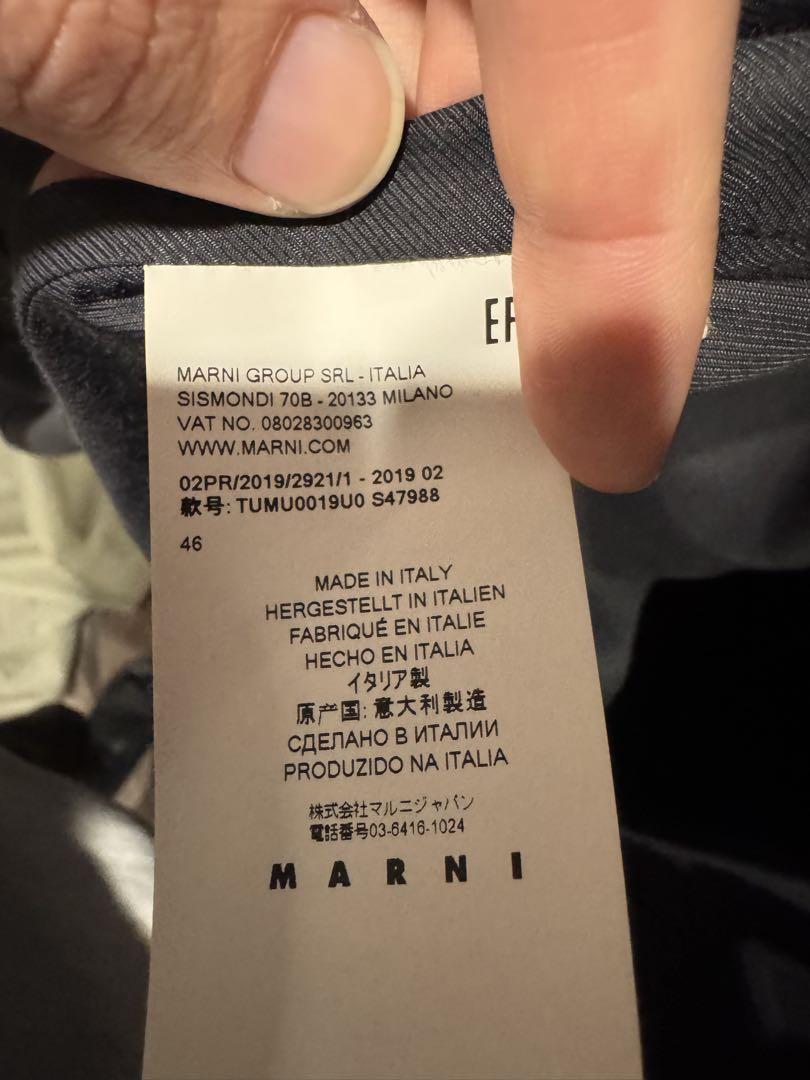 MARNI GROUP SRL - ITALIA
SISMONDI 70B - 20133 MILANO
VAT NO. 08028300963
WWW.MARNI.COM
02PR/2019/2921/1 - 2019 02
款号: TUMU0019U0 S47988
46
MADE IN ITALY
HERGESTELLT IN ITALIEN
FABRIQUÉ EN ITALIE
HECHO EN ITALIA
イタリア製
原产国: 意大利製造
СДЕЛАНО В ИТАЛИИ
PRODUZIDO NA ITALIA
株式会社マルニジャパン
電話番号03-6416-1024
MARNI